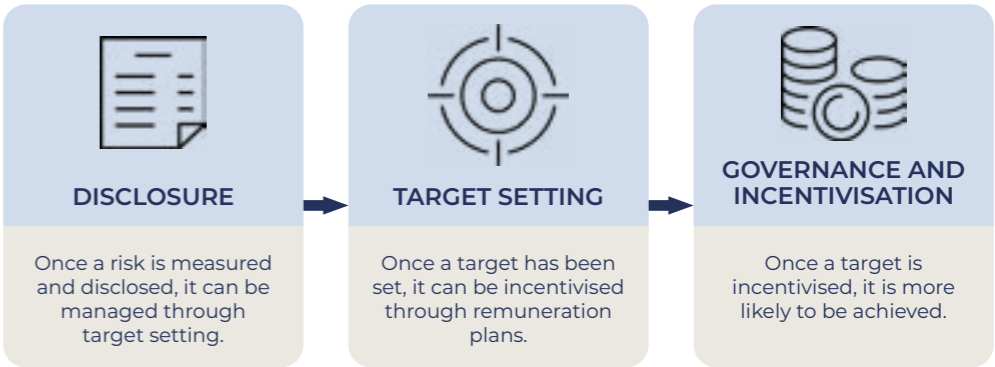 DISCLOSURE
Once a risk is measured
and disclosed, it can be
managed through
target setting.
TARGET SETTING
Once a target has been
set, it can be incentivised
through remuneration
plans.
GOVERNANCE AND
INCENTIVISATION
Once a target is
incentivised, it is more
likely to be achieved.